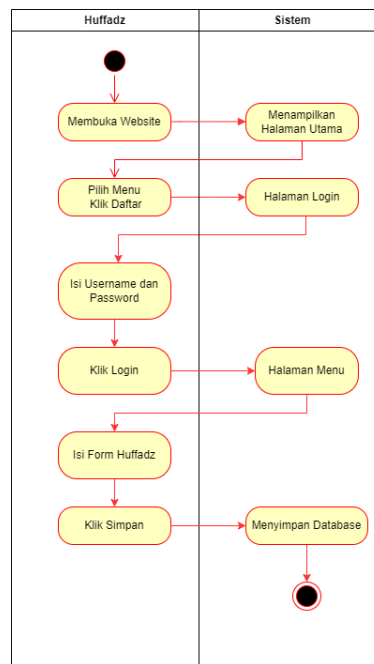 Huffadz
Sistem
Membuka Website
Menampilkan
Halaman Utama
Pilih Menu
Klik Daftar
Halaman Login
Isi Username dan
Password
Klik Login
Halaman Menu
Isi Form Huffadz
Klik Simpan
Menyimpan Database